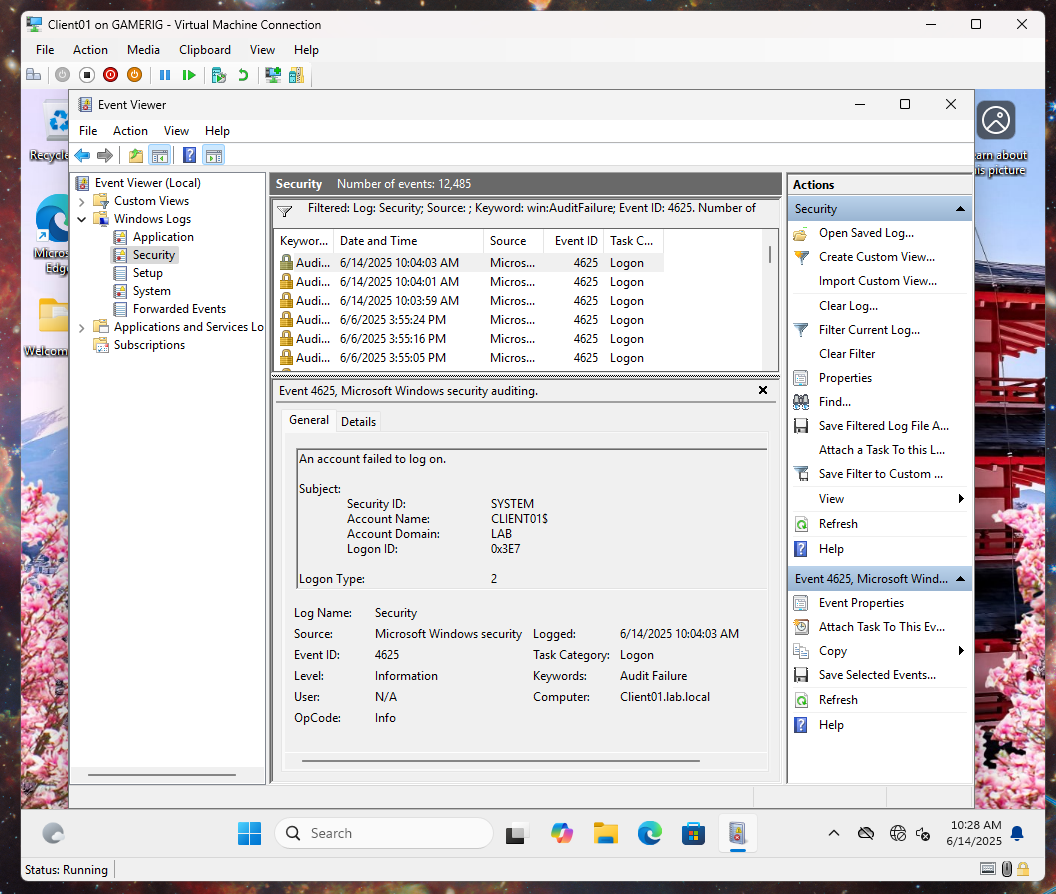 Client01 on GAMERIG - Virtual Machine Connection
File Action Media Clipboard View Help
Recycle
Micros...
Edg
Welcom
arn about
is picture
Event Viewer
File Action View Help
Event Viewer (Local)
Custom Views
Windows Logs
Application
Security
Setup
System
Forwarded Events
Applications and Services Lo
Subscriptions
Security Number of events: 12,485
Filtered: Log: Security; Source: ; Keyword: win:AuditFailure; Event ID: 4625. Number of
Keywor... Date and Time Source Event ID Task C...
Audi... 6/14/2025 10:04:03 AM Micros... 4625 Logon
Audi... 6/14/2025 10:04:01 AM Micros... 4625 Logon
Audi... 6/14/2025 10:03:59 AM Micros... 4625 Logon
Audi... 6/6/2025 3:55:24 PM Micros... 4625 Logon
Audi... 6/6/2025 3:55:16 PM Micros... 4625 Logon
Audi... 6/6/2025 3:55:05 PM Micros... 4625 Logon
Event 4625, Microsoft Windows security auditing.
General Details
An account failed to log on.
Subject:
Security ID: SYSTEM
Account Name: CLIENT01$
Account Domain: LAB
Logon ID: 0x3E7
Logon Type: 2
Log Name: Security
Source: Microsoft Windows security Logged: 6/14/2025 10:04:03 AM
Event ID: 4625 Task Category: Logon
Level: Information Keywords: Audit Failure
User: N/A Computer: Client01.lab.local
OpCode: Info
Actions
Security
Open Saved Log...
Create Custom View...
Import Custom View...
Clear Log...
Filter Current Log...
Clear Filter
Properties
Find...
Save Filtered Log File A...
Attach a Task To this L...
Save Filter to Custom ...
View
Refresh
Help
Event 4625, Microsoft Wind...
Event Properties
Attach Task To This Ev...
Copy
Save Selected Events...
Refresh
Help
Search
10:28 AM
6/14/2025
Status: Running